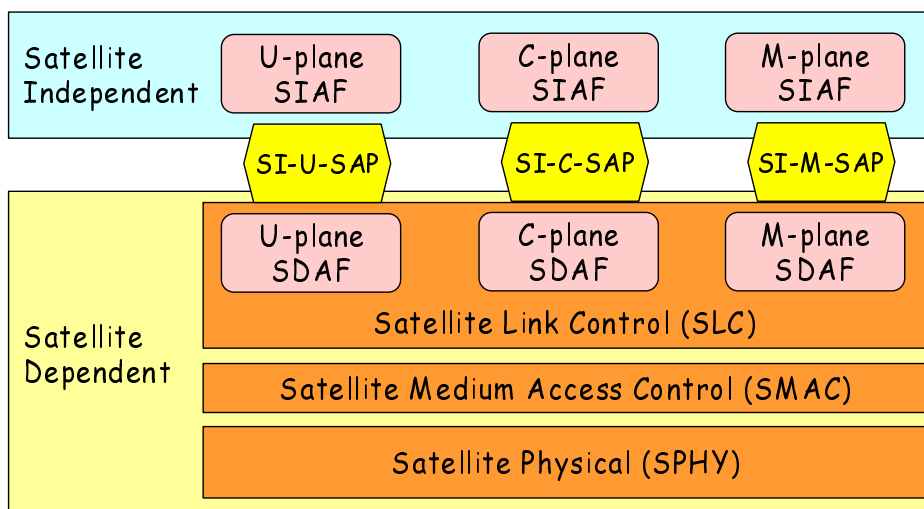 Satellite
Independent
U-plane
SIAF
C-plane
SIAF
M-plane
SIAF
SI-U-SAP
SI-C-SAP
SI-M-SAP
U-plane
SDAF
C-plane
SDAF
M-plane
SDAF
Satellite Link Control (SLC)
Satellite
Dependent
Satellite Medium Access Control (SMAC)
Satellite Physical (SPHY)